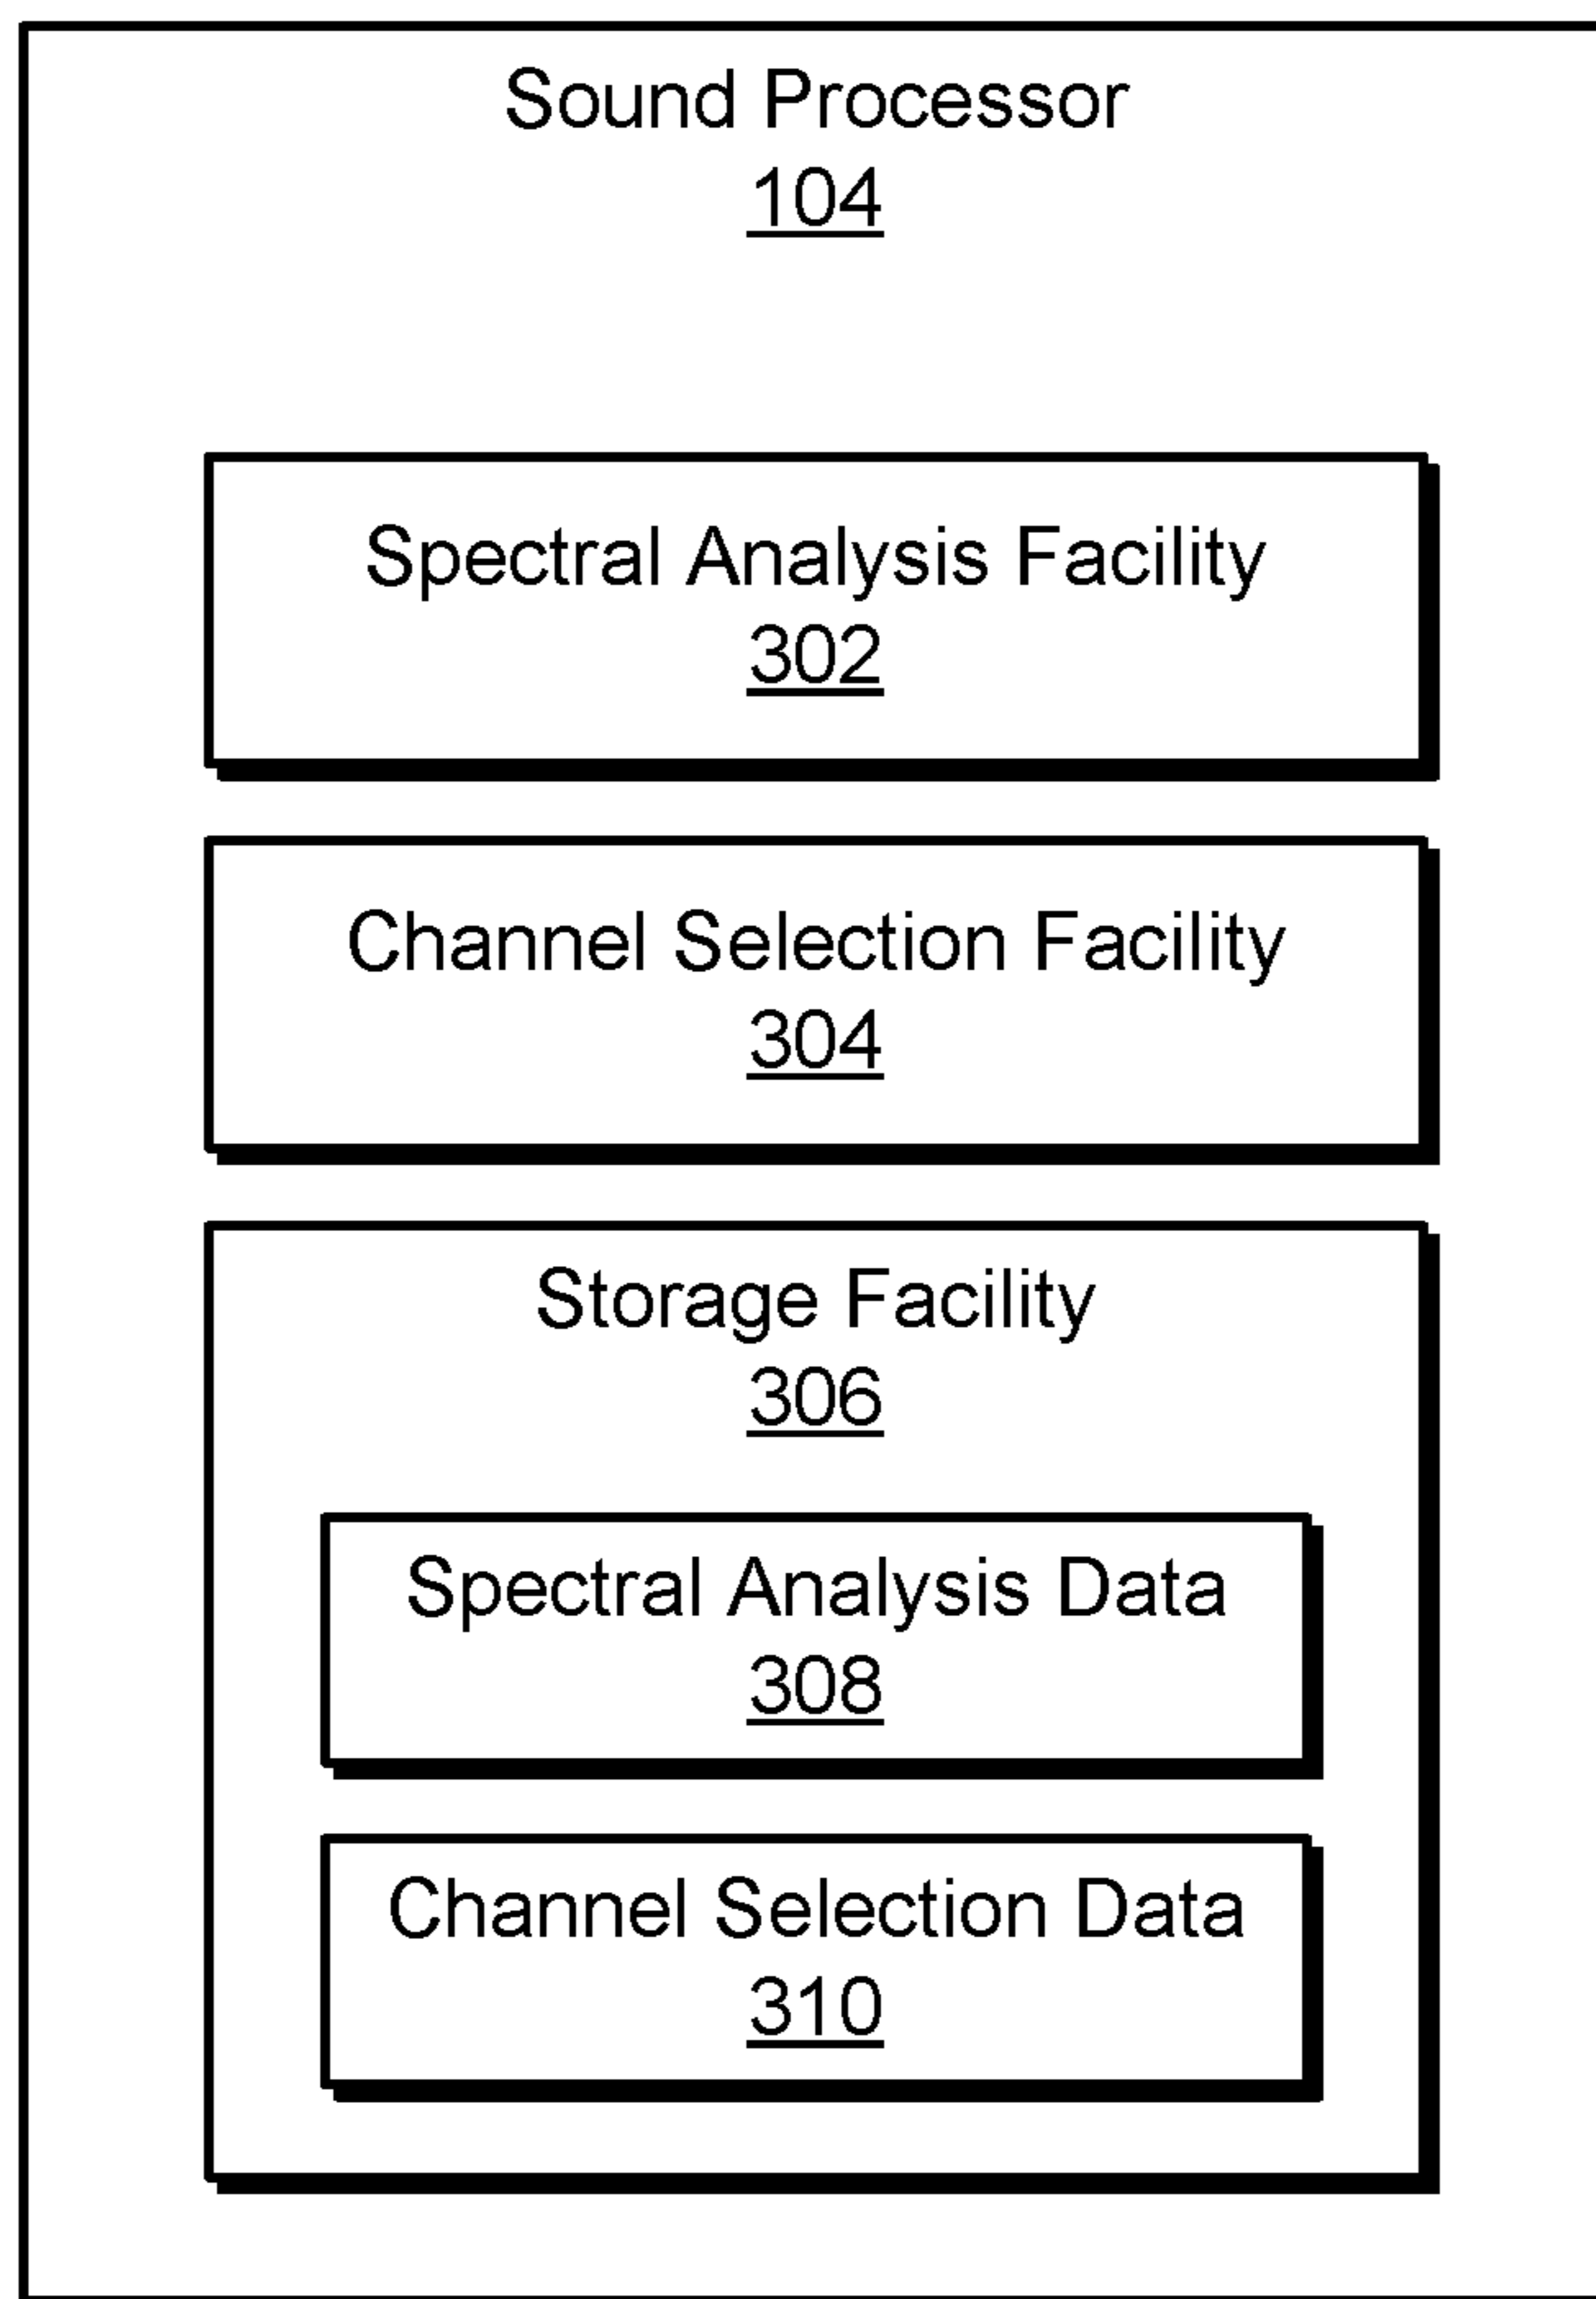 Sound Processor
104
Spectral Analysis Facility
302
Channel Selection Facility
304
Storage Facility
306
Spectral Analysis Data
308
Channel Selection Data
310